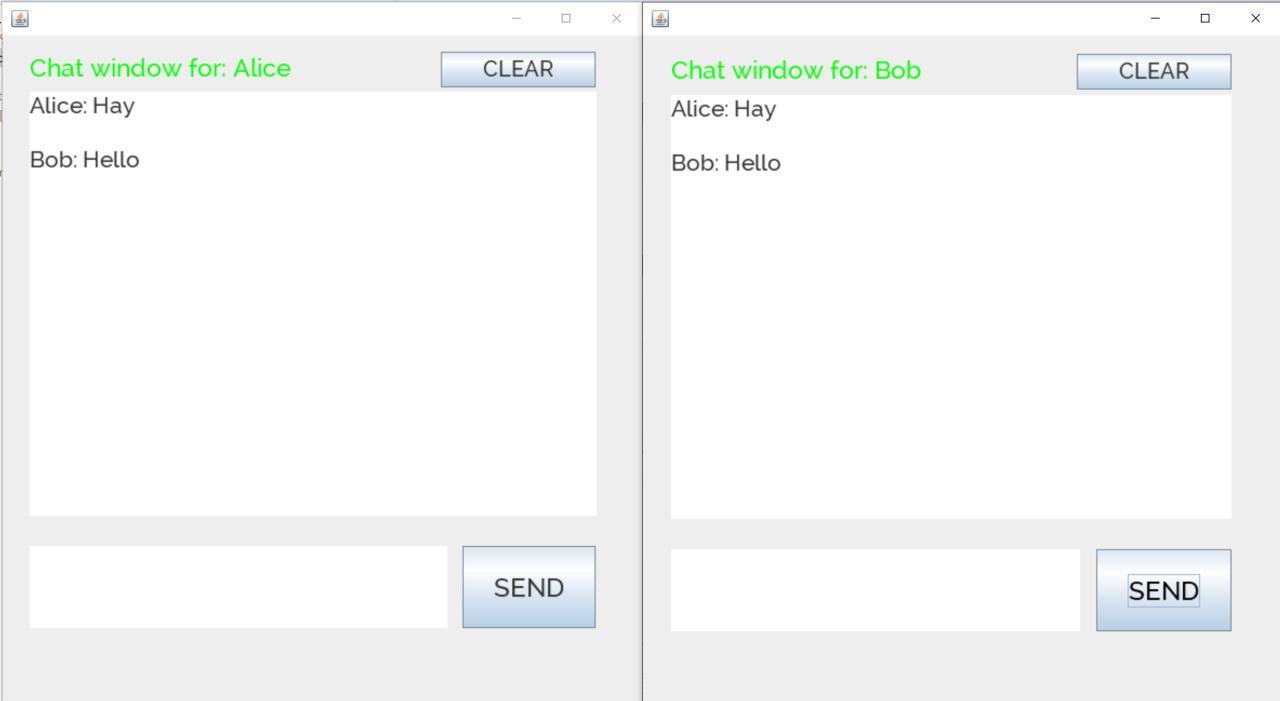 Chat window for: Alice
CLEAR
Alice: Hay
Bob: Hello
SEND
Chat window for: Bob
CLEAR
Alice: Hay
Bob: Hello
SEND